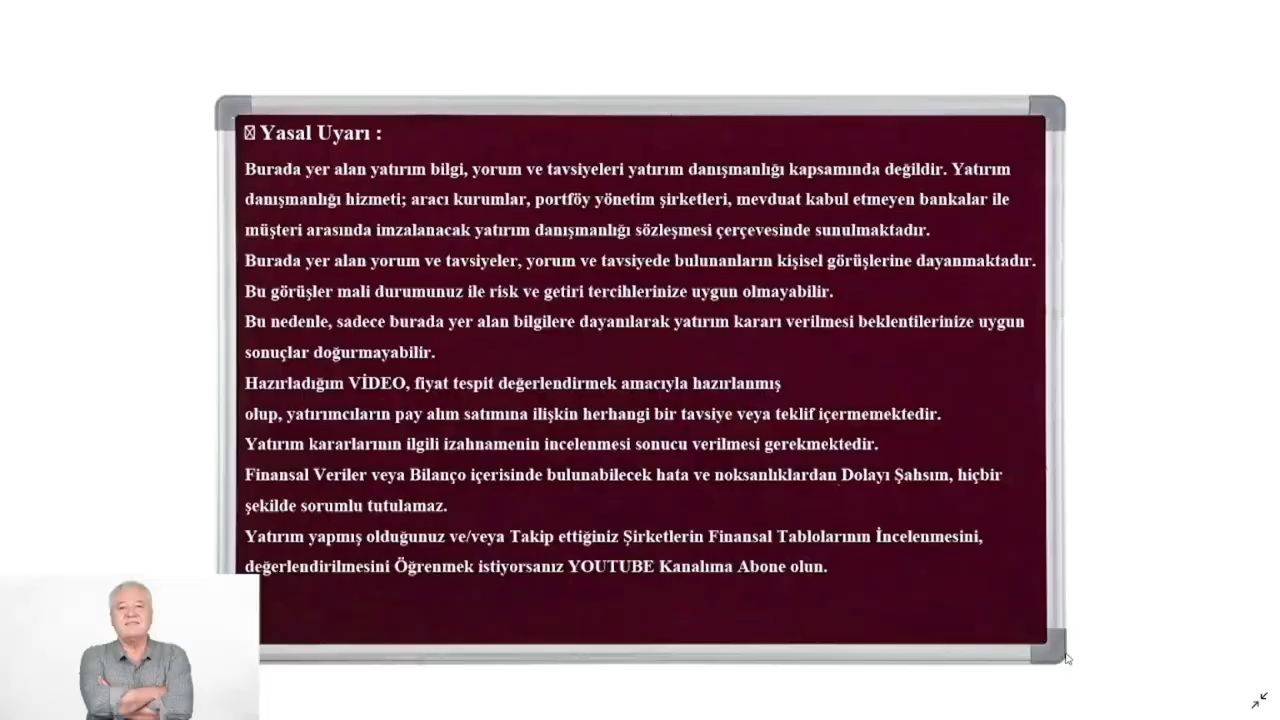 Yasal Uyarı :
Burada yer alan yatırım bilgi, yorum ve tavsiyeleri yatırım danışmanlığı kapsamında değildir. Yatırım
danışmanlığı hizmeti; aracı kurumlar, portföy yönetim şirketleri, mevduat kabul etmeyen bankalar ile
müşteri arasında imzalanacak yatırım danışmanlığı sözleşmesi çerçevesinde sunulmaktadır.
Burada yer alan yorum ve tavsiyeler, yorum ve tavsiyede bulunanların kişisel görüşlerine dayanmaktadır.
Bu görüşler mali durumunuz ile risk ve getiri tercihlerinize uygun olmayabilir.
Bu nedenle, sadece burada yer alan bilgilere dayanılarak yatırım kararı verilmesi beklentilerinize uygun
sonuçlar doğurmayabilir.
Hazırladığım VİDEO, fiyat tespit değerlendirmek amacıyla hazırlanmış
olup, yatırımcıların pay alım satımına ilişkin herhangi bir tavsiye veya teklif içermemektedir.
Yatırım kararlarının ilgili izahnamenin incelenmesi sonucu verilmesi gerekmektedir.
Finansal Veriler veya Bilanço içerisinde bulunabilecek hata ve noksanlıklardan Dolayı Şahsım, hiçbir
şekilde sorumlu tutulamaz.
Yatırım yapmış olduğunuz ve/veya Takip ettiğiniz Şirketlerin Finansal Tablolarının İncelenmesini,
değerlendirilmesini Öğrenmek istiyorsanız YOUTUBE Kanalıma Abone olun.